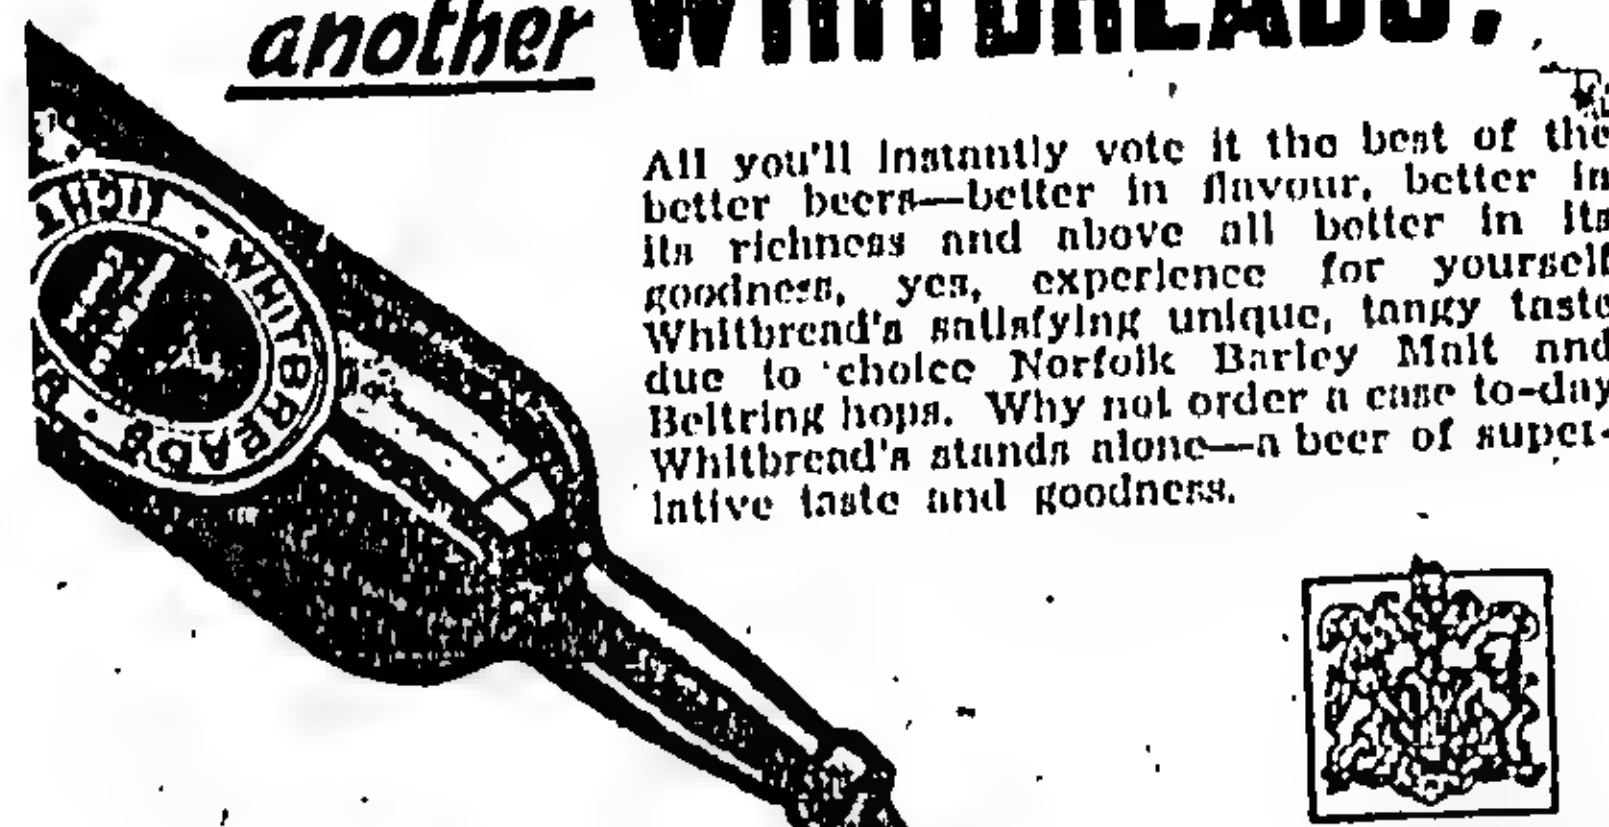 another WHITBREADS.
All you'll instantly vote it the best of the
better beers—better in flavour, better in
its richness and above all better in its
goodness, yes, experience for yourself
Whitbread's satisfying unique, tangy taste
due to choice Norfolk Barley Malt and
Beltring hops. Why not order a case to-day
Whitbread's stands alone—a beer of super-
lative taste and goodness.
LIGHT • WHITBREADS •